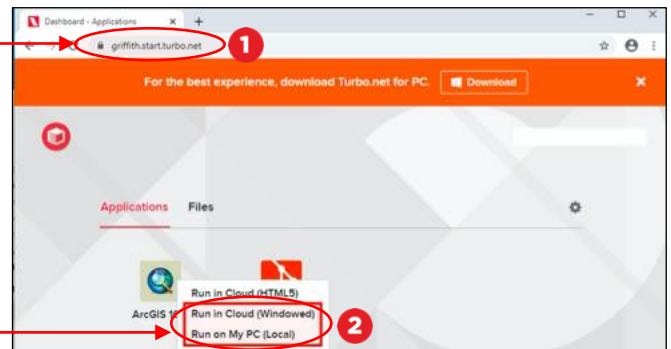 Dashboard - Applications
griffith.start.turbo.net
1
For the best experience, download Turbo.net for PC.
Download
Applications
Files
Run in Cloud (HTML5)
ArcGIS
Run in Cloud (Windowed)
2
Run on My PC (Local)